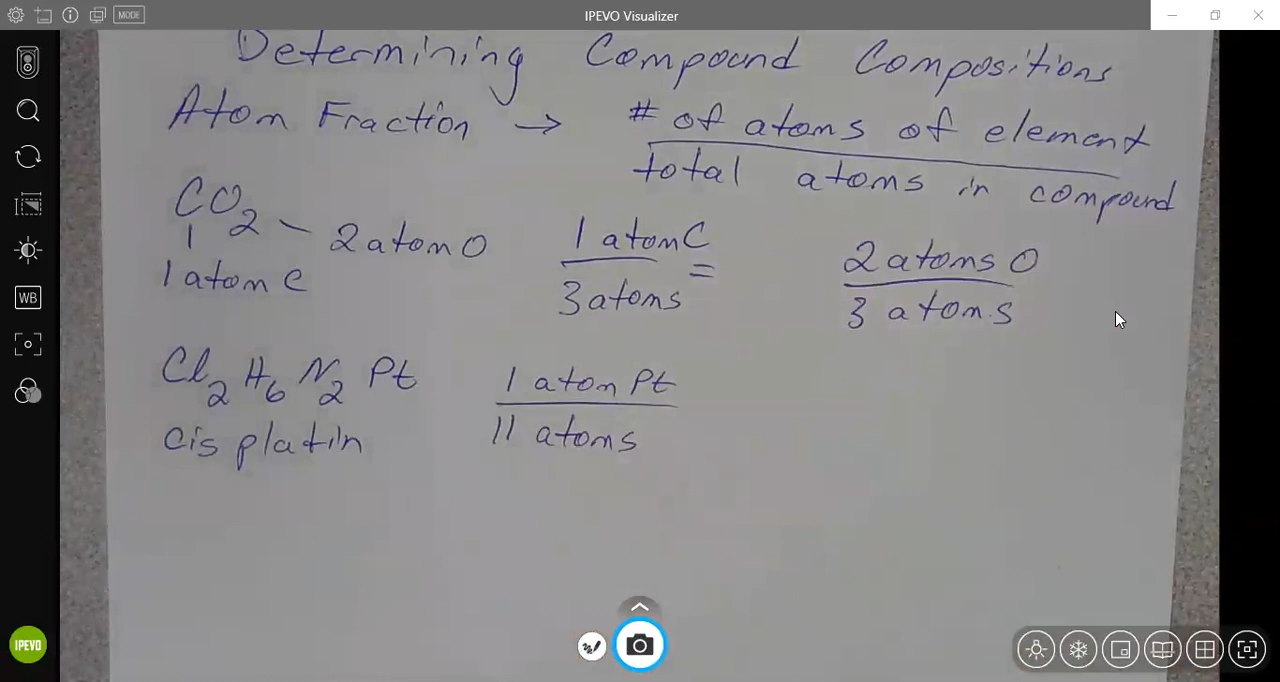 MODE
IPEVO Visualizer
Determining Compound Compositions
Atom Fraction → # of atoms of element
total atoms in compound
CO2 - 2 atom O
1 atom C
1 atom C
3 atoms =
2 atoms O
3 atoms
Cl2 H6 N2 Pt
cis platin
1 atom Pt
11 atoms
WB
IPEVO